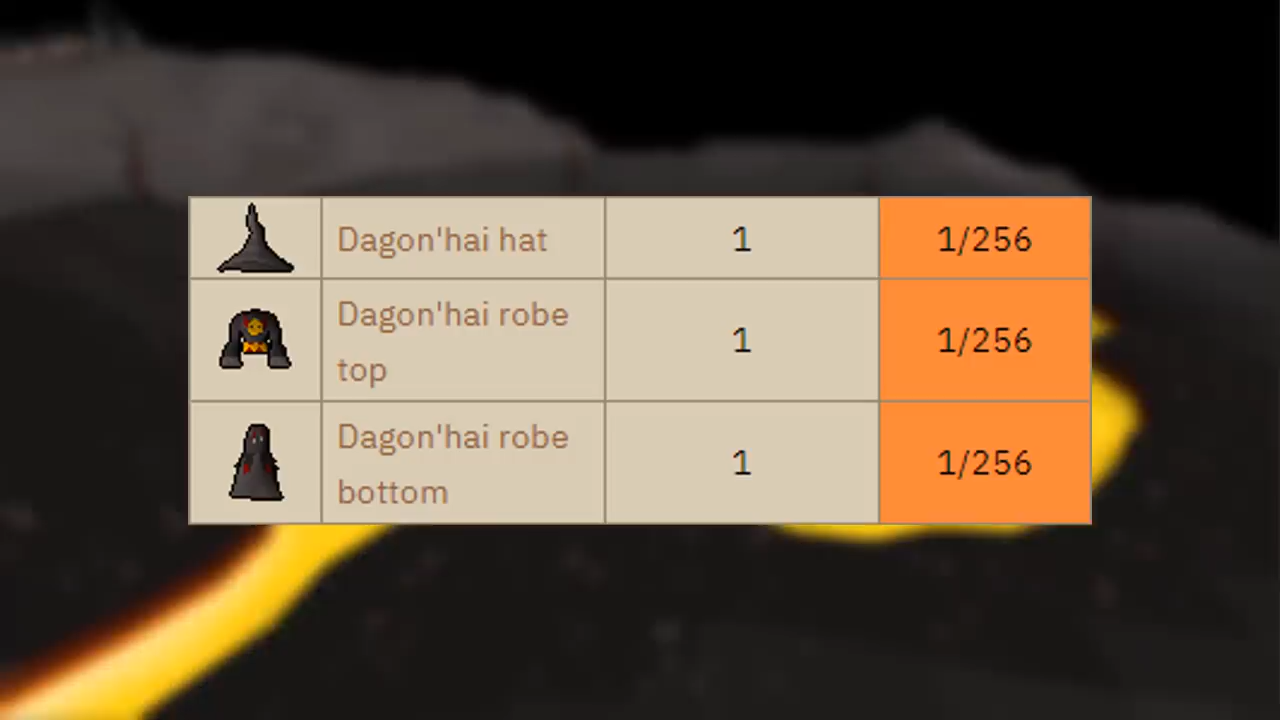 Dagon'hai hat 1 1/256
Dagon'hai robe
top 1 1/256
Dagon'hai robe
bottom 1 1/256